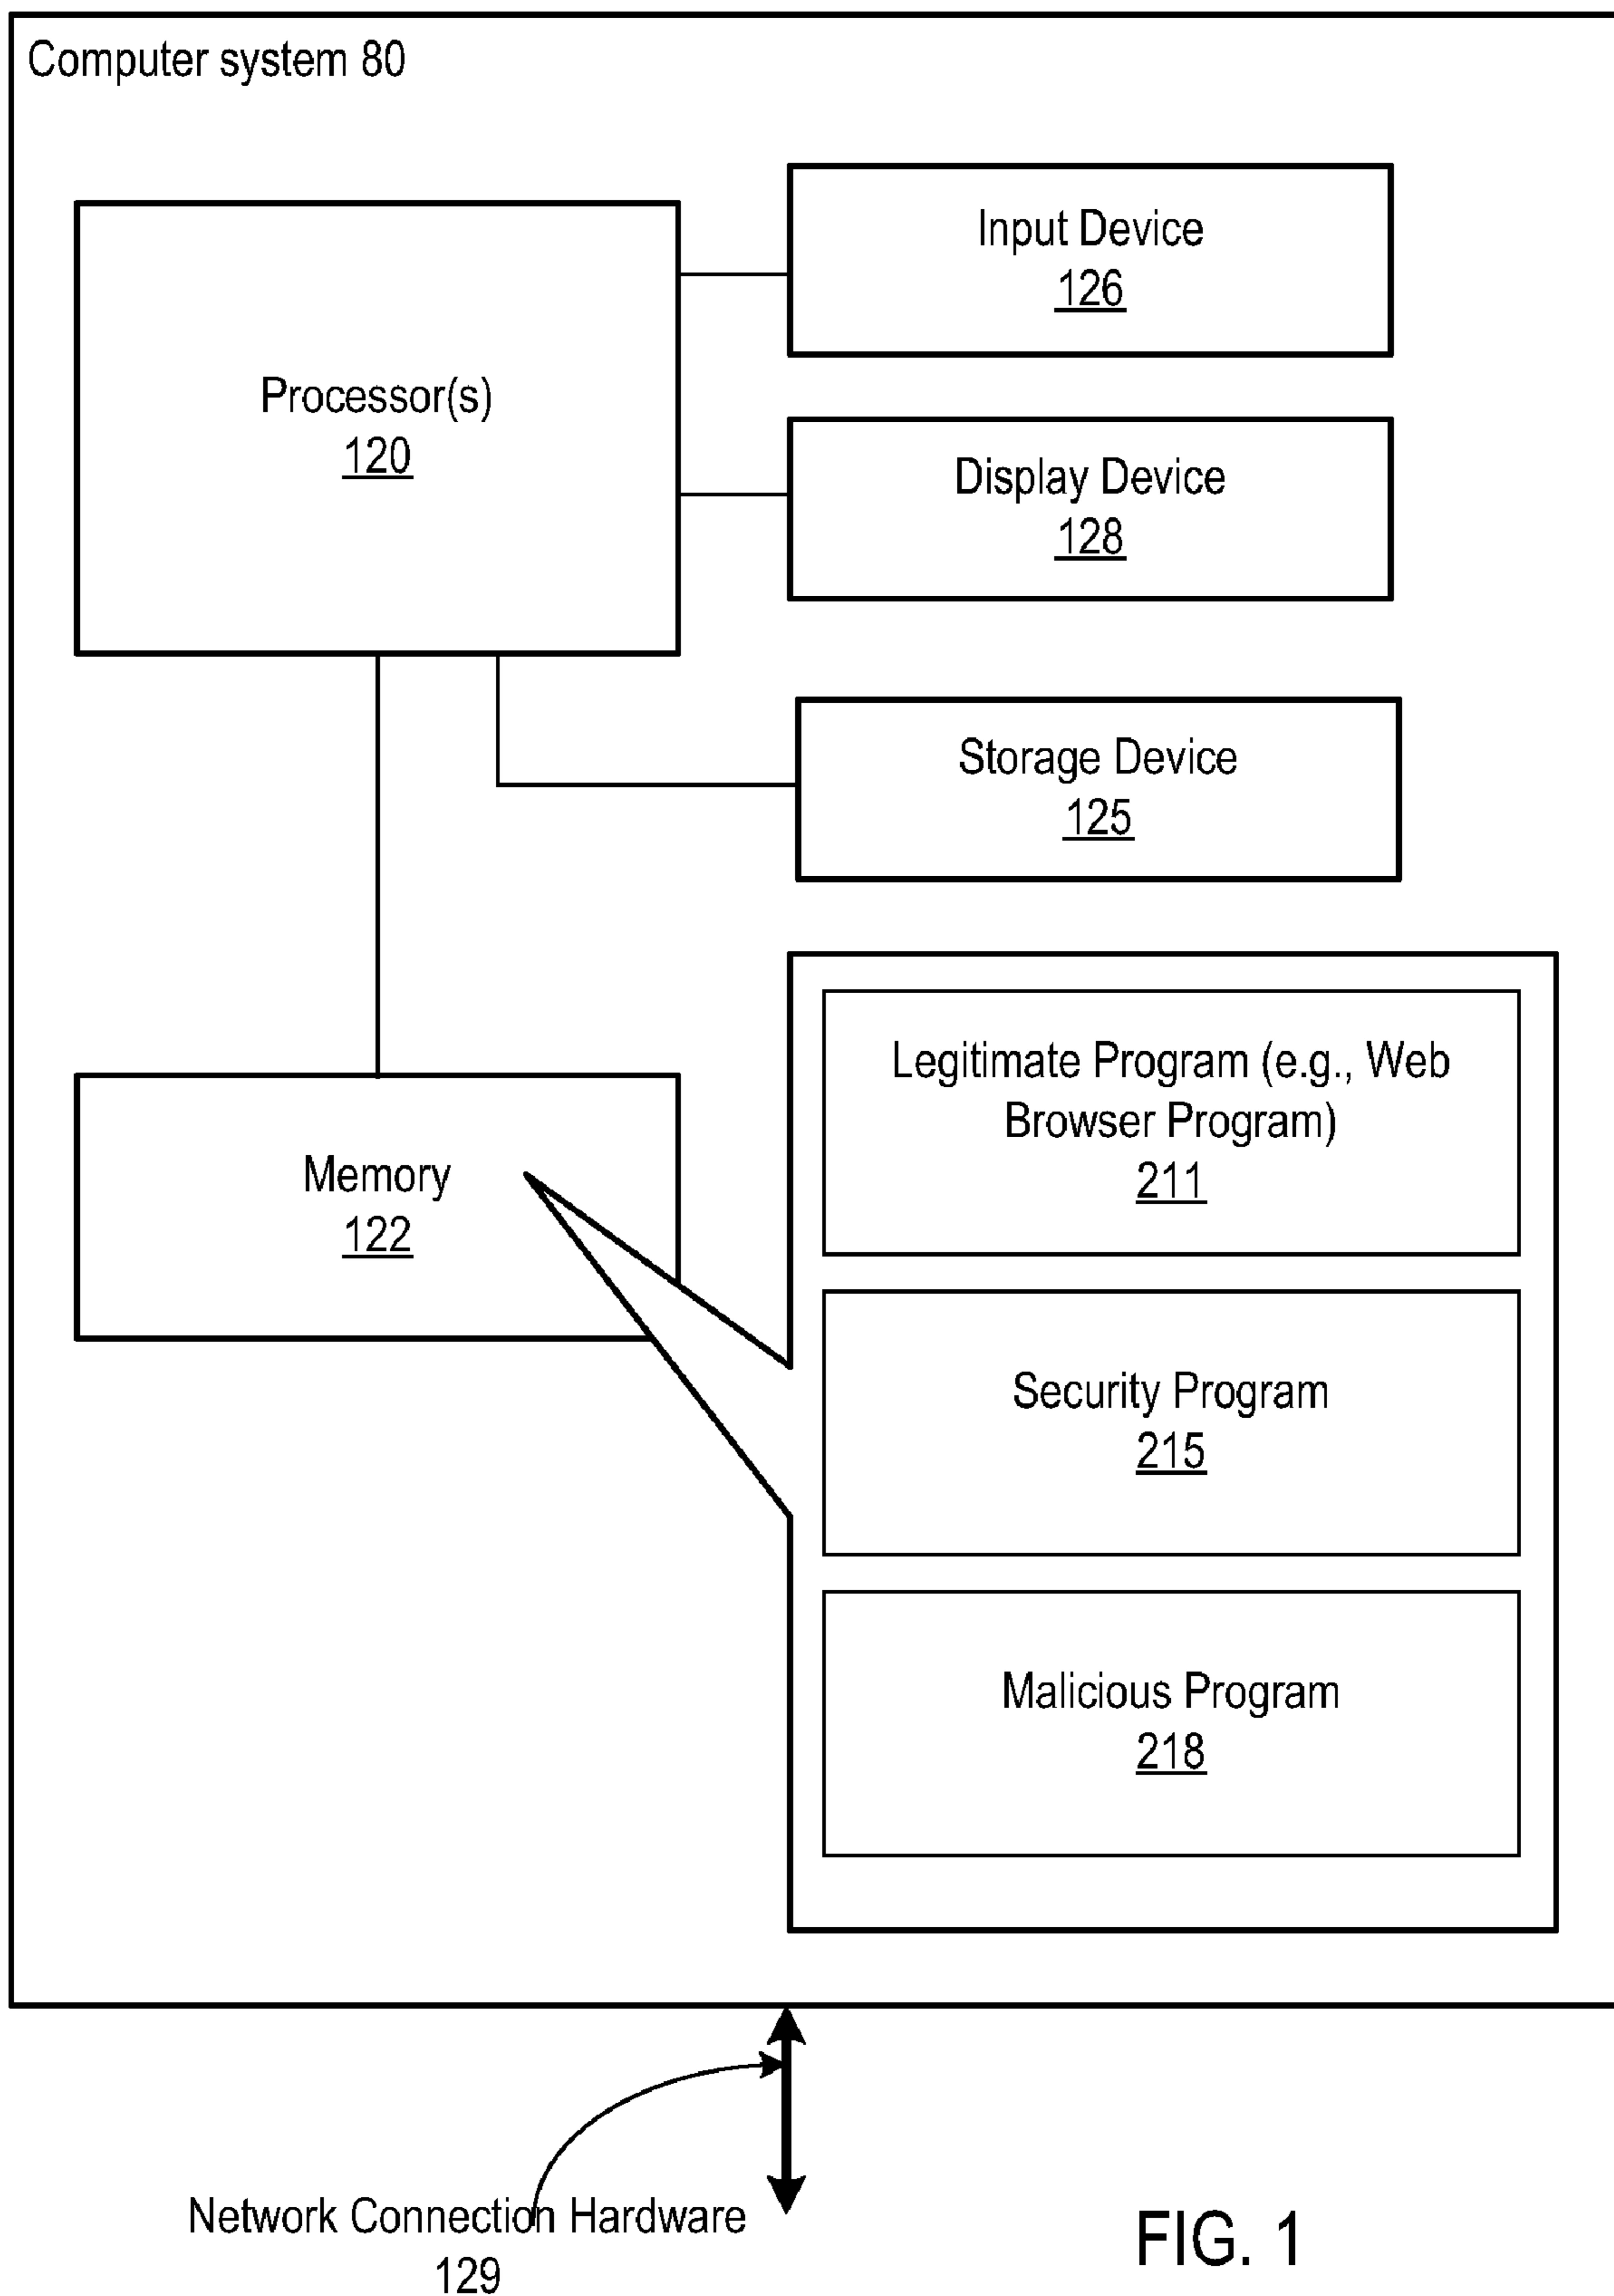 Computer system 80
Processor(s)
120
Input Device
126
Display Device
128
Storage Device
125
Memory
122
Legitimate Program (e.g., Web
Browser Program)
211
Security Program
215
Malicious Program
218
Network Connection Hardware
129
FIG. 1